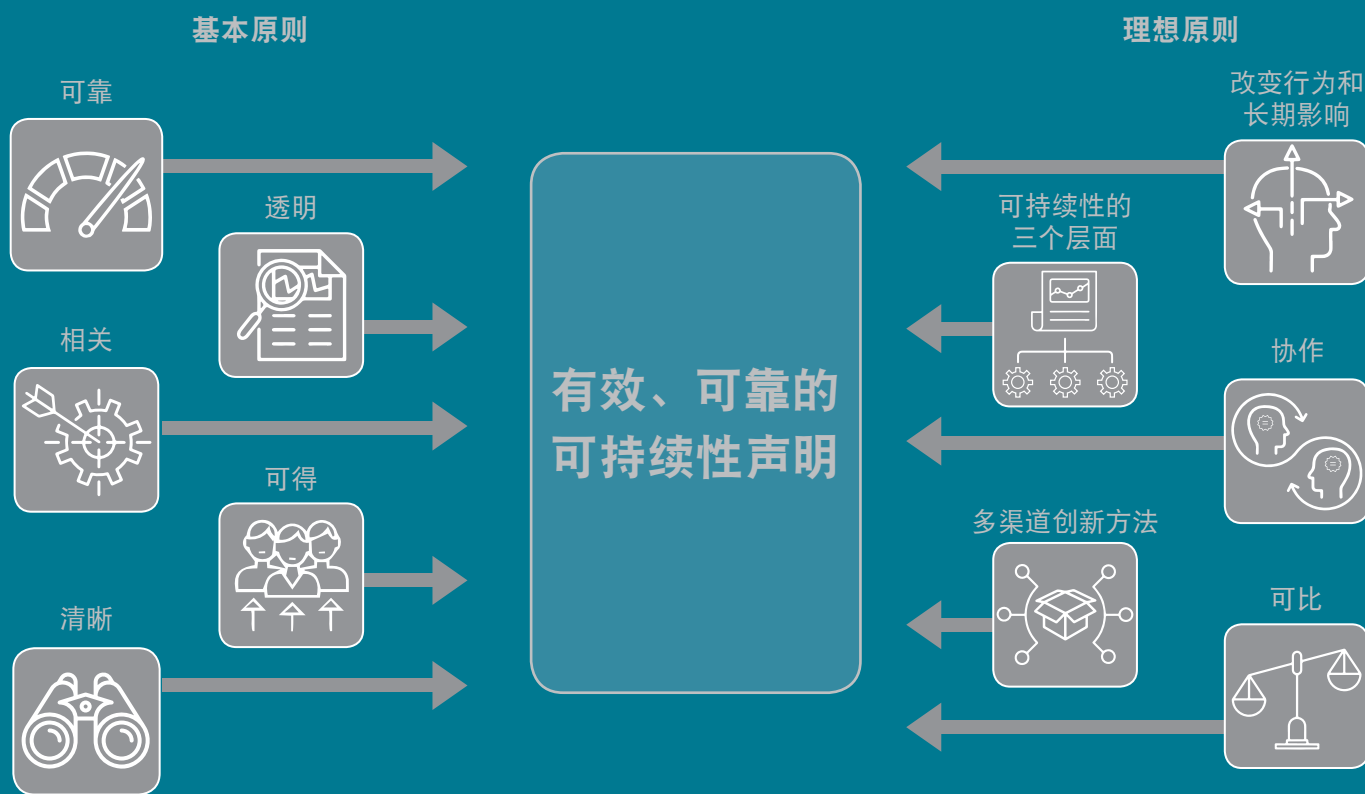 基本原则
理想原则
可靠
透明
相关
可得
清晰
有效、可靠的
可持续性声明
改变行为和
长期影响
可持续性的
三个层面
协作
多渠道创新方法
可比